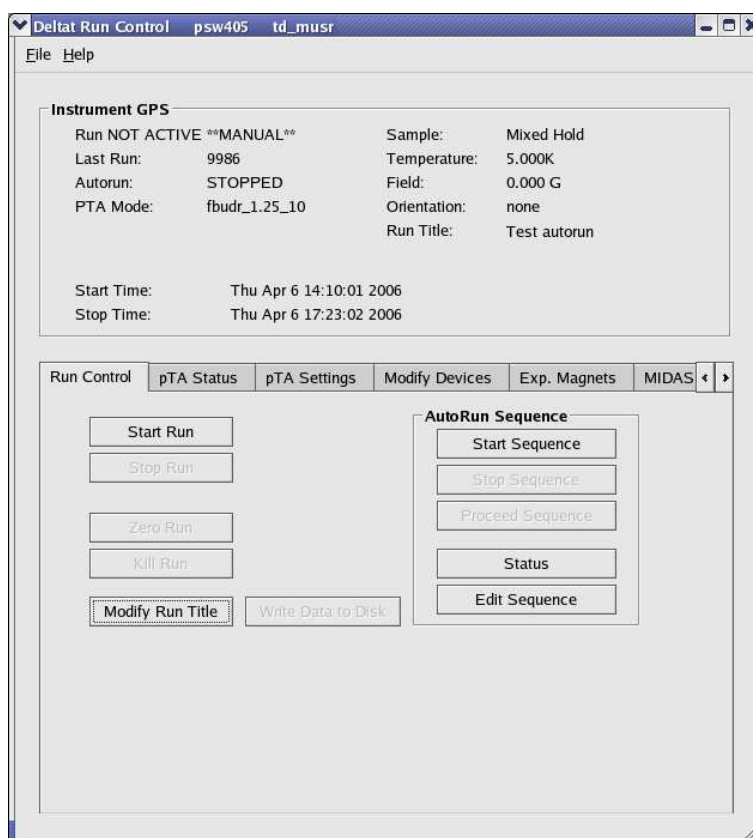 Deltat Run Control psw405 td_musr
File Help
Instrument GPS
Run NOT ACTIVE **MANUAL**
Last Run: 9986
Autorun: STOPPED
PTA Mode: fbudr_1.25_10
Sample: Mixed Hold
Temperature: 5.000K
Field: 0.000 G
Orientation: none
Run Title: Test autorun
Start Time: Thu Apr 6 14:10:01 2006
Stop Time: Thu Apr 6 17:23:02 2006
Run Control pTA Status pTA Settings Modify Devices Exp. Magnets MIDAS
Start Run
Stop Run
Zero Run
Kill Run
Modify Run Title Write Data to Disk
AutoRun Sequence
Start Sequence
Stop Sequence
Proceed Sequence
Status
Edit Sequence